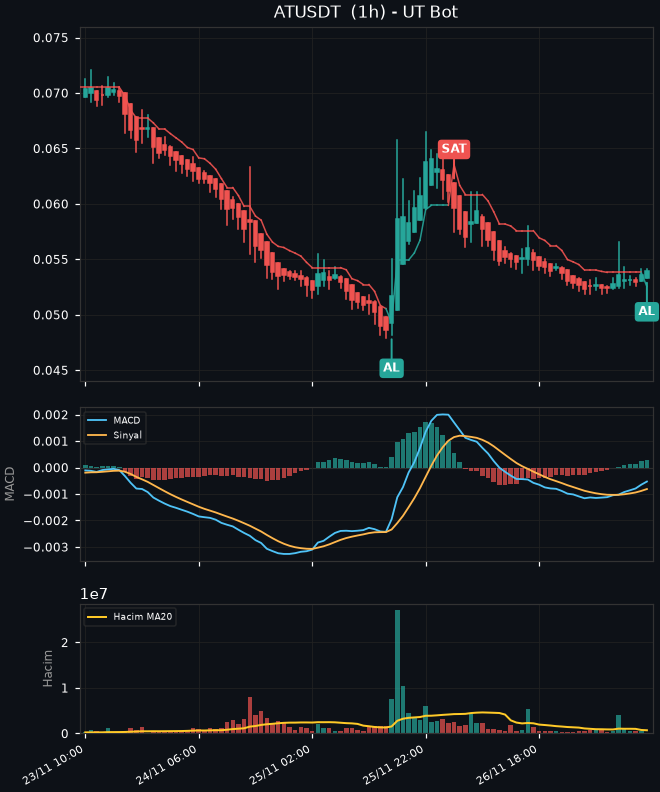 ATUSDT (1h) - UT Bot
0.075
0.070
0.065
0.060
0.055
0.050
0.045
SAT
AL
AL
MACD
0.002
0.001
0.000
−0.001
−0.002
−0.003
MACD
Sinyal
1e7
Hacim
2
1
0
Hacim MA20
23/11 10:00
24/11 06:00
25/11 02:00
25/11 22:00
26/11 18:00